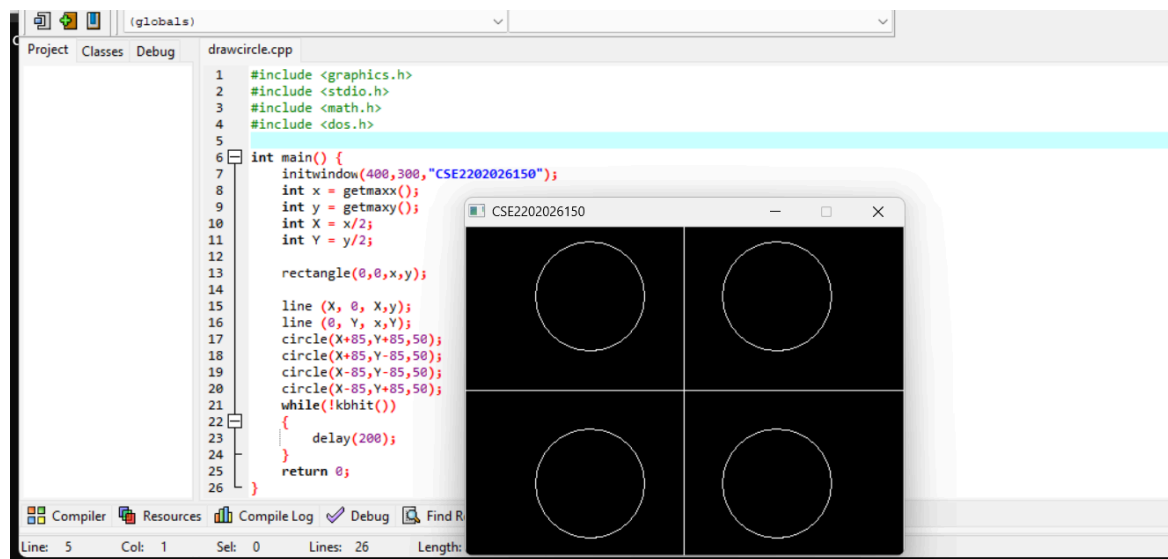 (globals)
Project Classes Debug
drawcircle.cpp
1 #include <graphics.h>
2 #include <stdio.h>
3 #include <math.h>
4 #include <dos.h>
5
6 int main() {
7 initwindow(400,300,"CSE2202026150");
8 int x = getmaxx();
9 int y = getmaxy();
10 int X = x/2;
11 int Y = y/2;
12
13 rectangle(0,0,x,y);
14
15 line (X, 0, X,y);
16 line (0, Y, x,Y);
17 circle(X+85,Y+85,50);
18 circle(X+85,Y-85,50);
19 circle(X-85,Y-85,50);
20 circle(X-85,Y+85,50);
21 while(!kbhit())
22 {
23 delay(200);
24 }
25 return 0;
26 }
CSE2202026150
Compiler Resources Compile Log Debug Find
Line: 5 Col: 1 Sel: 0 Lines: 26 Length: